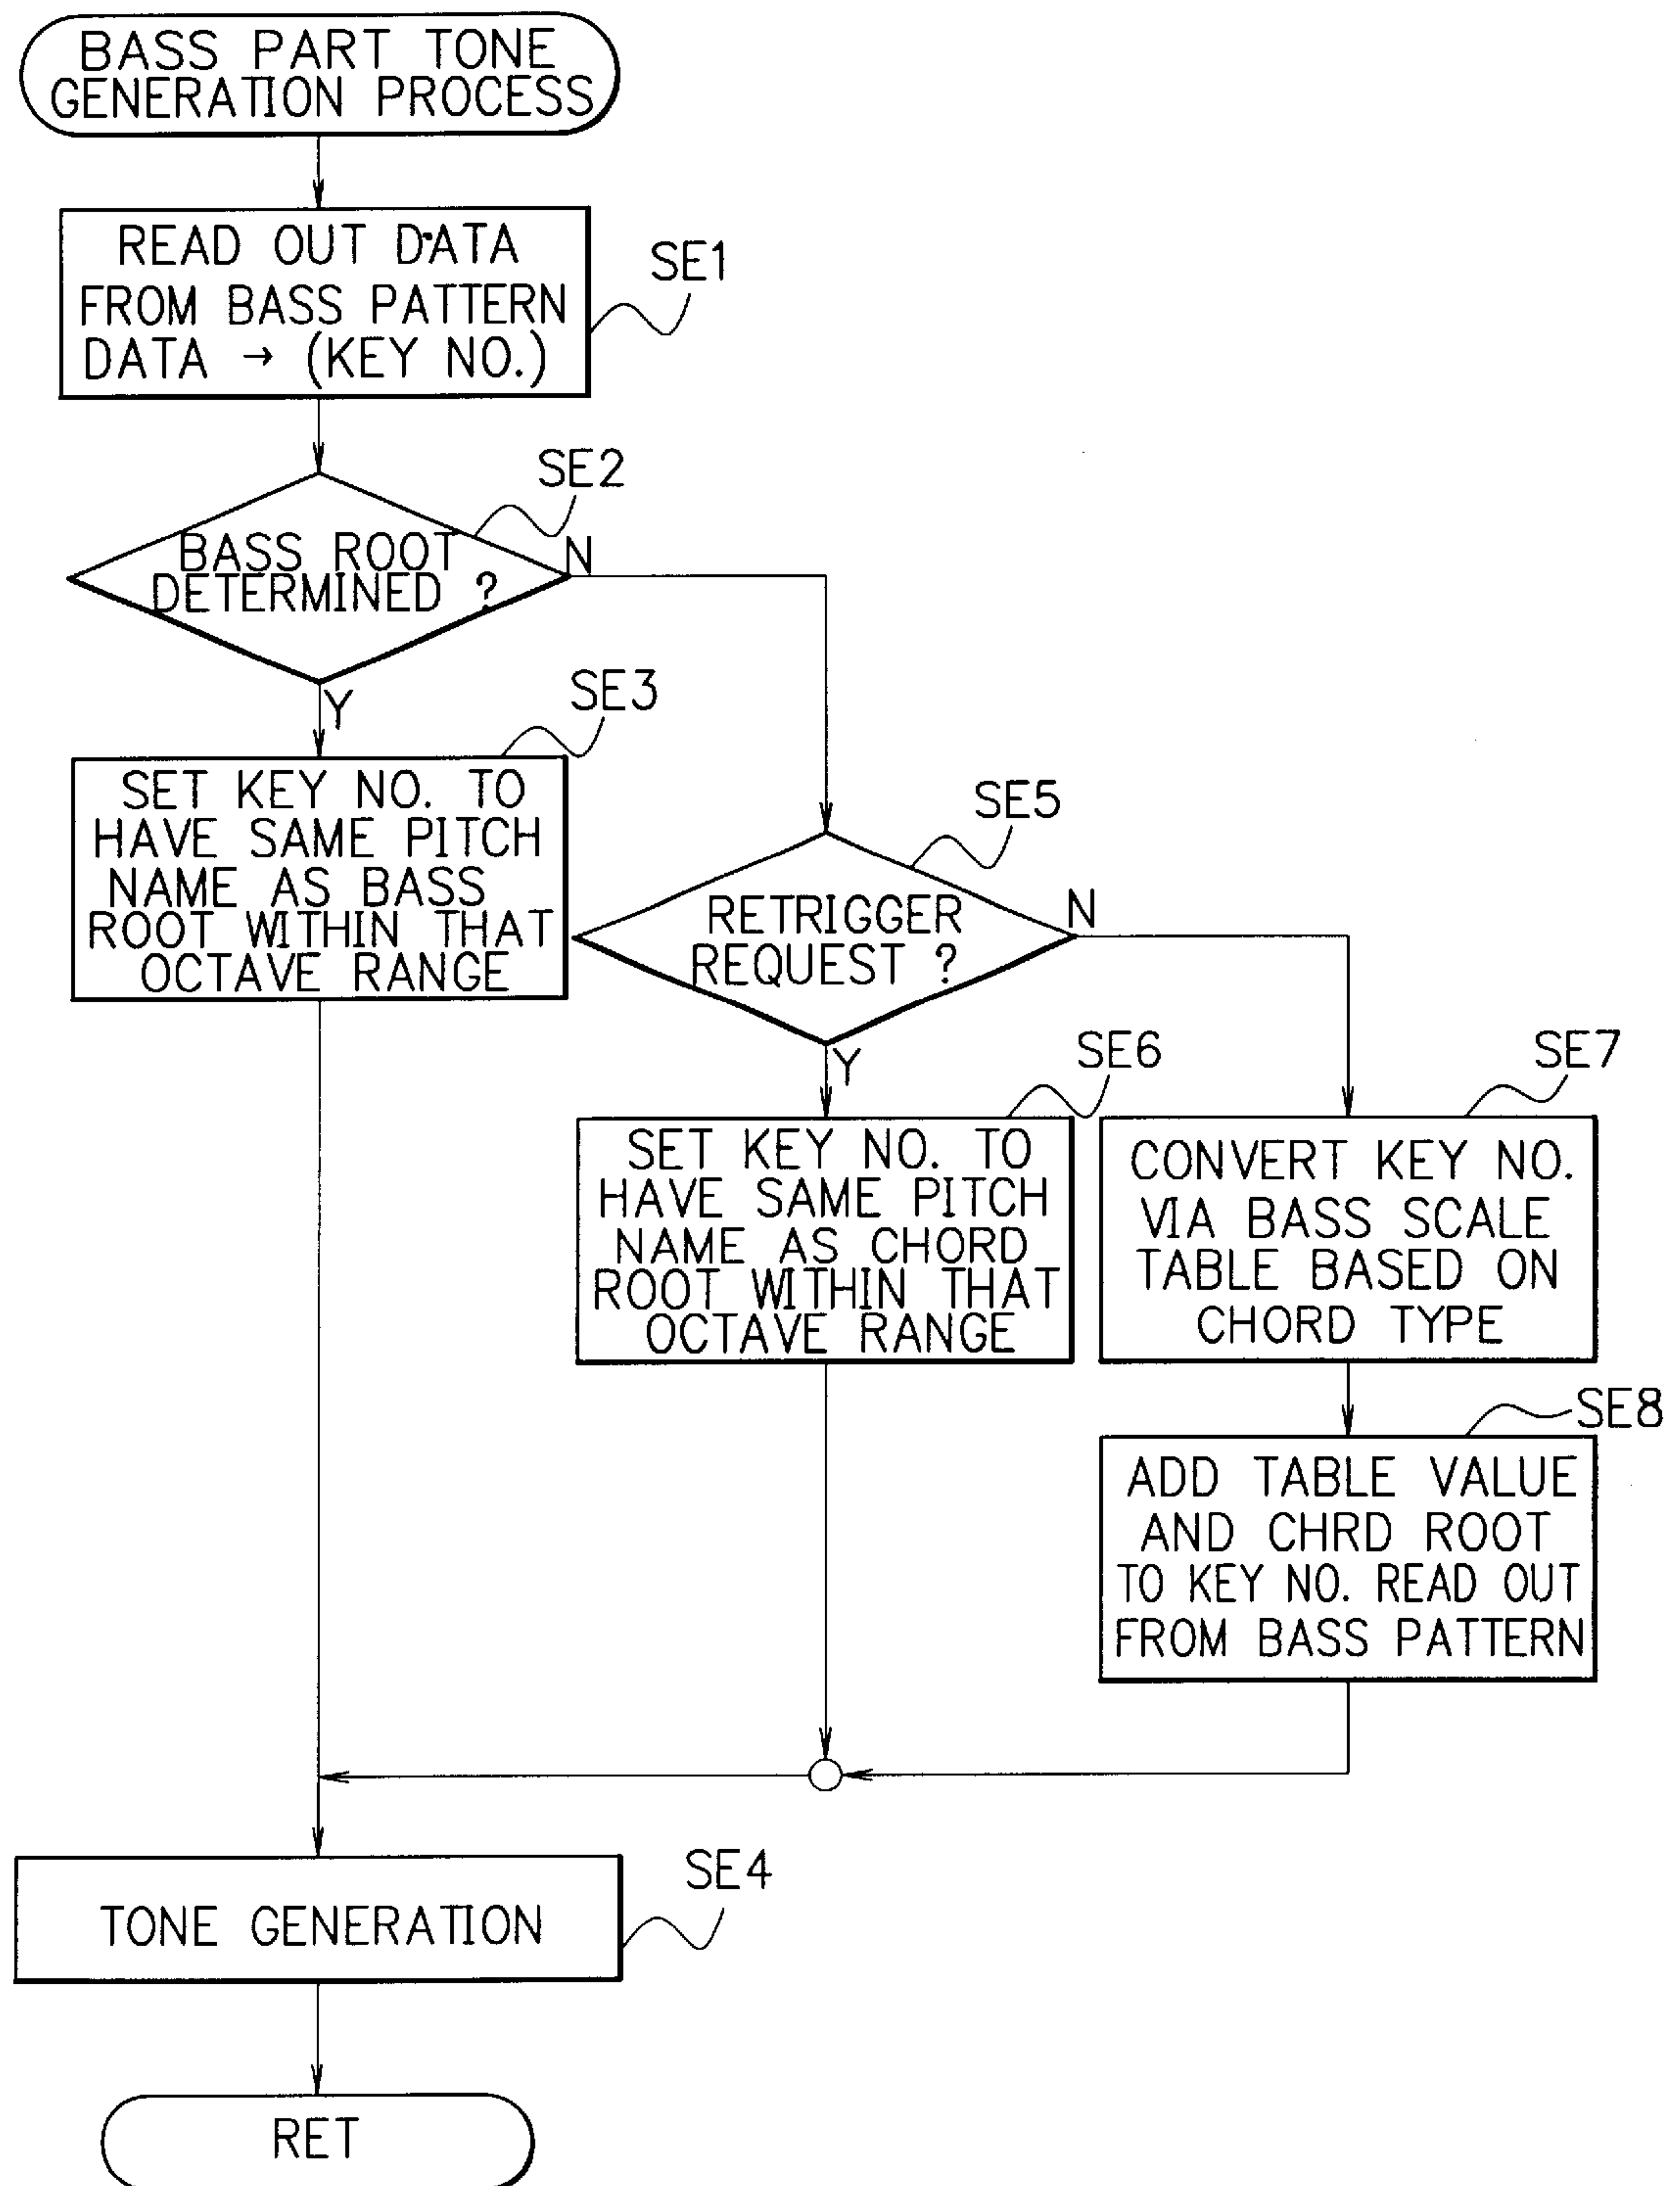 BASS PART TONE
GENERATION PROCESS
READ OUT DATA
FROM BASS PATTERN
DATA → (KEY NO.)
SE1
BASS ROOT
DETERMINED ?
SE2
N
Y
SE3
SET KEY NO. TO
HAVE SAME PITCH
NAME AS BASS
ROOT WITHIN THAT
OCTAVE RANGE
SE5
RETRIGGER
REQUEST ?
N
Y
SE6
SET KEY NO. TO
HAVE SAME PITCH
NAME AS CHORD
ROOT WITHIN THAT
OCTAVE RANGE
SE7
CONVERT KEY NO.
VIA BASS SCALE
TABLE BASED ON
CHORD TYPE
SE8
ADD TABLE VALUE
AND CHRD ROOT
TO KEY NO. READ OUT
FROM BASS PATTERN
TONE GENERATION
SE4
RET